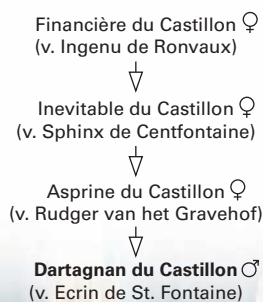 Financière du Castillon ♀
(v. Ingenu de Ronvaux)
Inevitable du Castillon ♀
(v. Sphinx de Centfontaine)
Asprine du Castillon ♀
(v. Rudger van het Gravehof)
Dartagnan du Castillon ♂
(v. Ecrin de St. Fontaine)